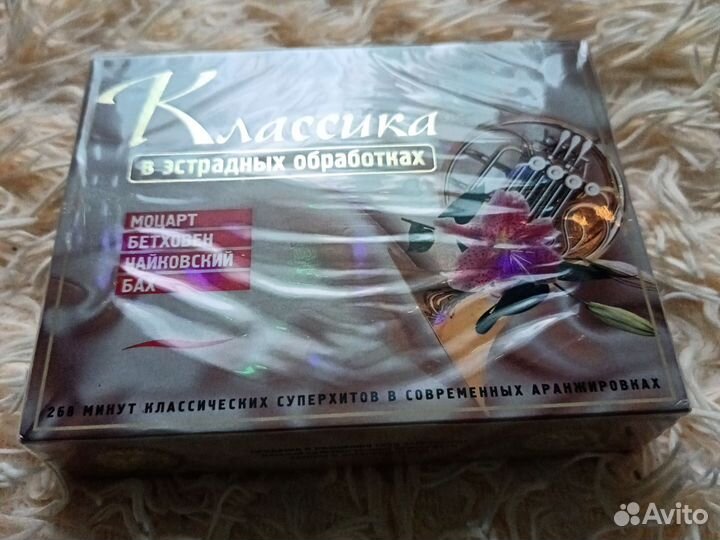 Классика
в эстрадных обработках
МОЦАРТ
БЕТХОВЕН
ЧАЙКОВСКИЙ
БАХ
268 МИНУТ КЛАССИЧЕСКИХ СУПЕРХИТОВ В СОВРЕМЕННЫХ АРАНЖИРОВКАХ
Avito